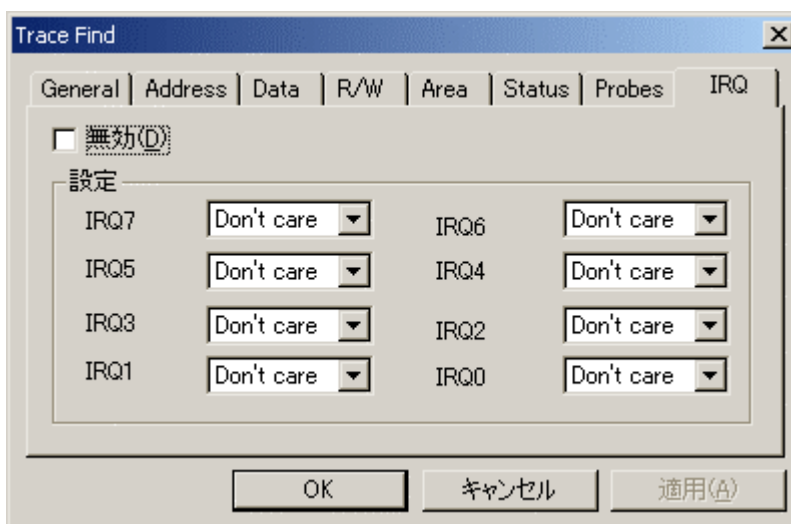 Trace Find
General Address Data R/W Area Status Probes IRQ
無効(D)
設定
IRQ7 Don't care IRQ6 Don't care
IRQ5 Don't care IRQ4 Don't care
IRQ3 Don't care IRQ2 Don't care
IRQ1 Don't care IRQ0 Don't care
OK キャンセル 適用(A)